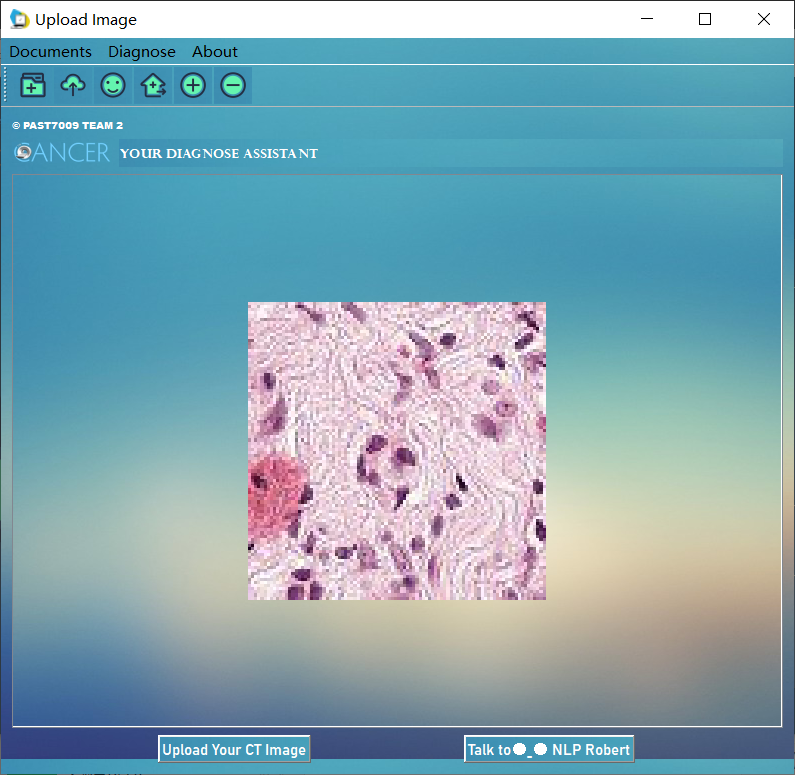 Upload Image
Documents Diagnose About
© PAST7009 TEAM 2
CANCER YOUR DIAGNOSE ASSISTANT
Upload Your CT Image
Talk to●_● NLP Robert